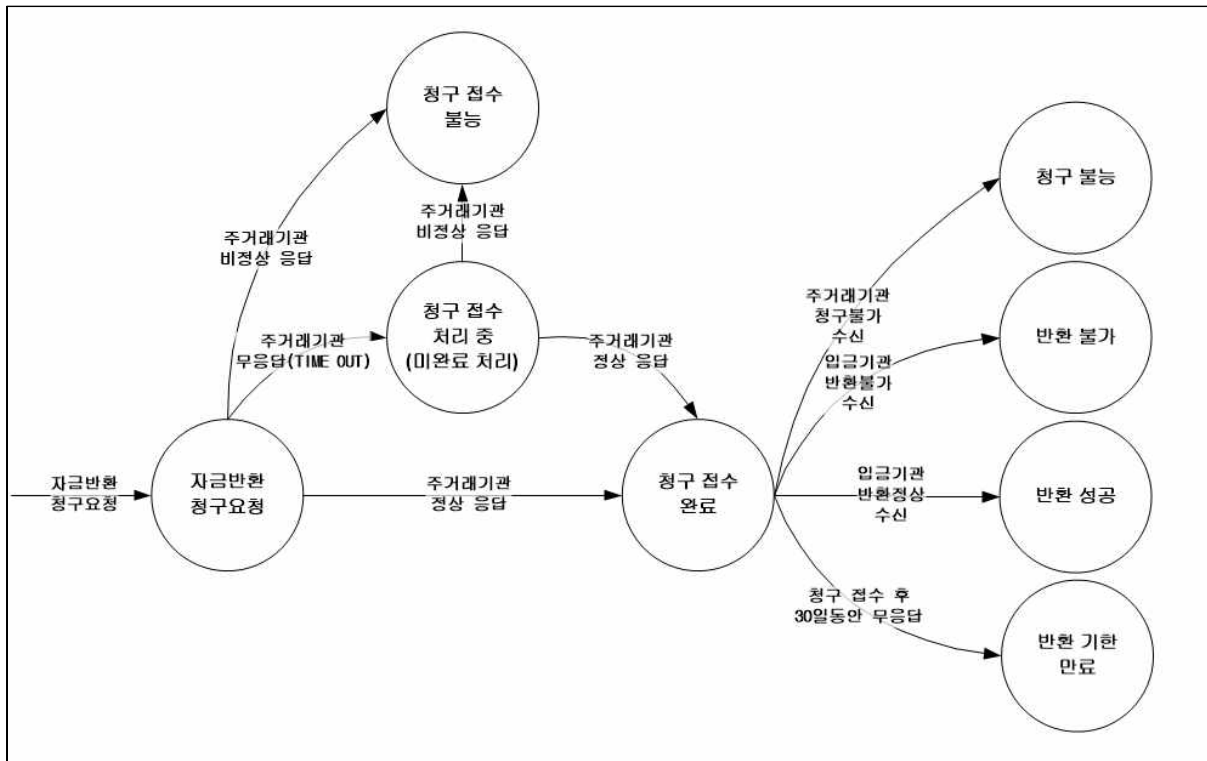 청구 접수
불능
주거래기관
비정상 응답
주거래기관
비정상 응답
청구 접수
처리 중
(미완료 처리)
주거래기관
무응답(TIME OUT)
주거래기관
정상 응답
자금반환
청구요청
자금반환
청구요청
주거래기관
정상 응답
청구 접수
완료
주거래기관
청구불가
수신
청구 불능
입금기관
반환불가
수신
반환 불가
입금기관
반환정상
수신
반환 성공
청구 접수 후
30일동안 무응답
반환 기한
만료